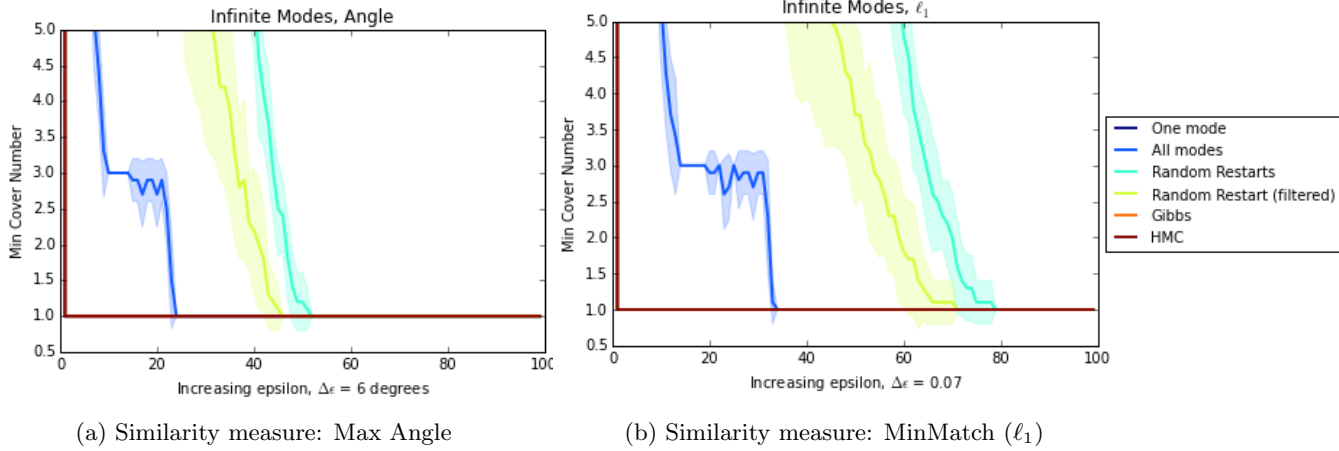 Infinite Modes, Angle
5.0
4.5
4.0
3.5
3.0
2.5
2.0
1.5
1.0
0.5
Min Cover Number
0
20
40
60
80
100
Increasing epsilon, Δϵ = 6 degrees
(a) Similarity measure: Max Angle
Infinite Modes, ℓ₁
5.0
4.5
4.0
3.5
3.0
2.5
2.0
1.5
1.0
0.5
Min Cover Number
0
20
40
60
80
100
Increasing epsilon, Δϵ = 0.07
(b) Similarity measure: MinMatch (ℓ₁)
One mode
All modes
Random Restarts
Random Restart (filtered)
Gibbs
HMC